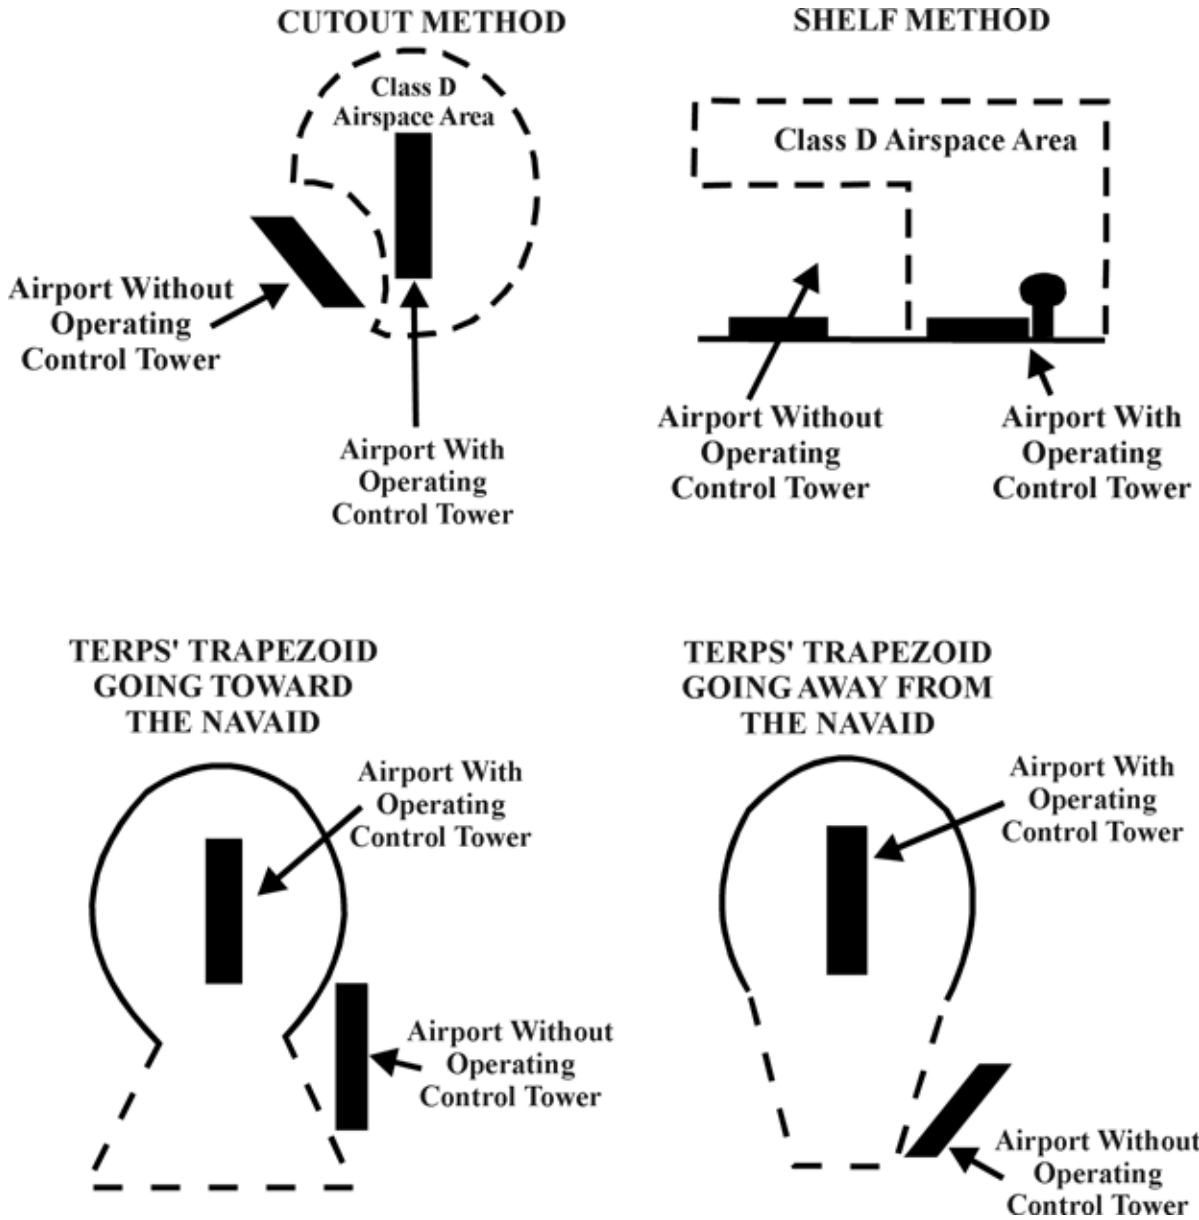 CUTOUT METHOD
Class D
Airspace Area
Airport Without
Operating
Control Tower
Airport With
Operating
Control Tower
SHELF METHOD
Class D Airspace Area
Airport Without
Operating
Control Tower
Airport With
Operating
Control Tower
TERPS' TRAPEZOID
GOING TOWARD
THE NAVAID
Airport With
Operating
Control Tower
Airport Without
Operating
Control Tower
TERPS' TRAPEZOID
GOING AWAY FROM
THE NAVAID
Airport With
Operating
Control Tower
Airport Without
Operating
Control Tower